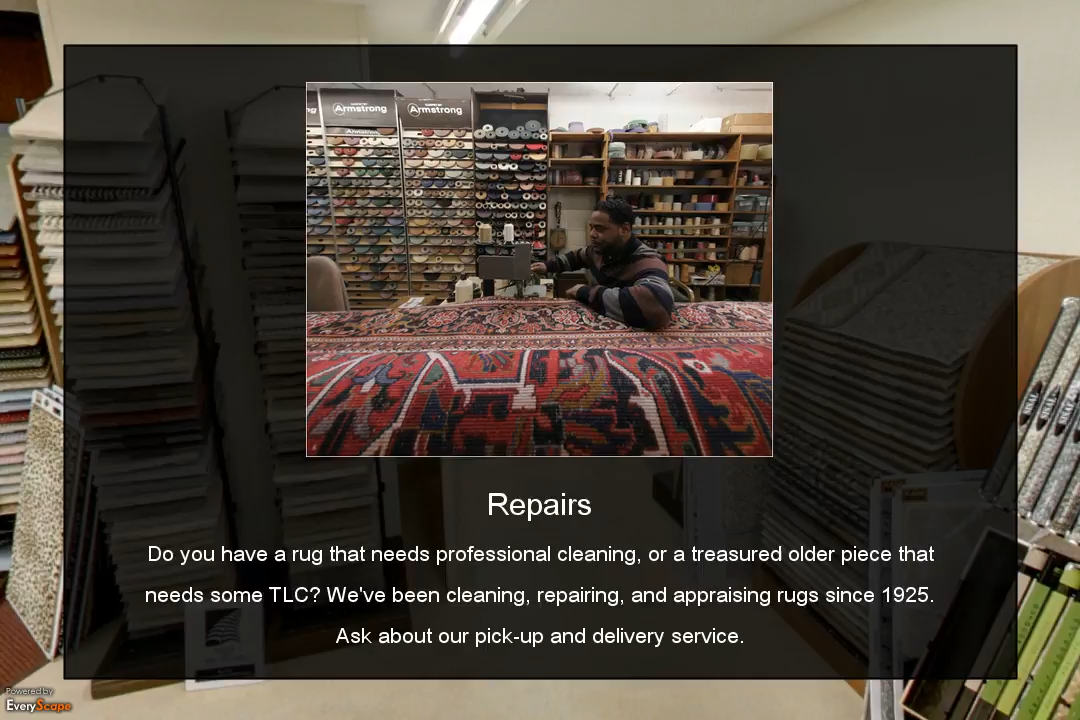 Armstrong
Armstrong
Armstrong
Repairs
Do you have a rug that needs professional cleaning, or a treasured older piece that
needs some TLC? We've been cleaning, repairing, and appraising rugs since 1925.
Ask about our pick-up and delivery service.
Powered by
EveryScape